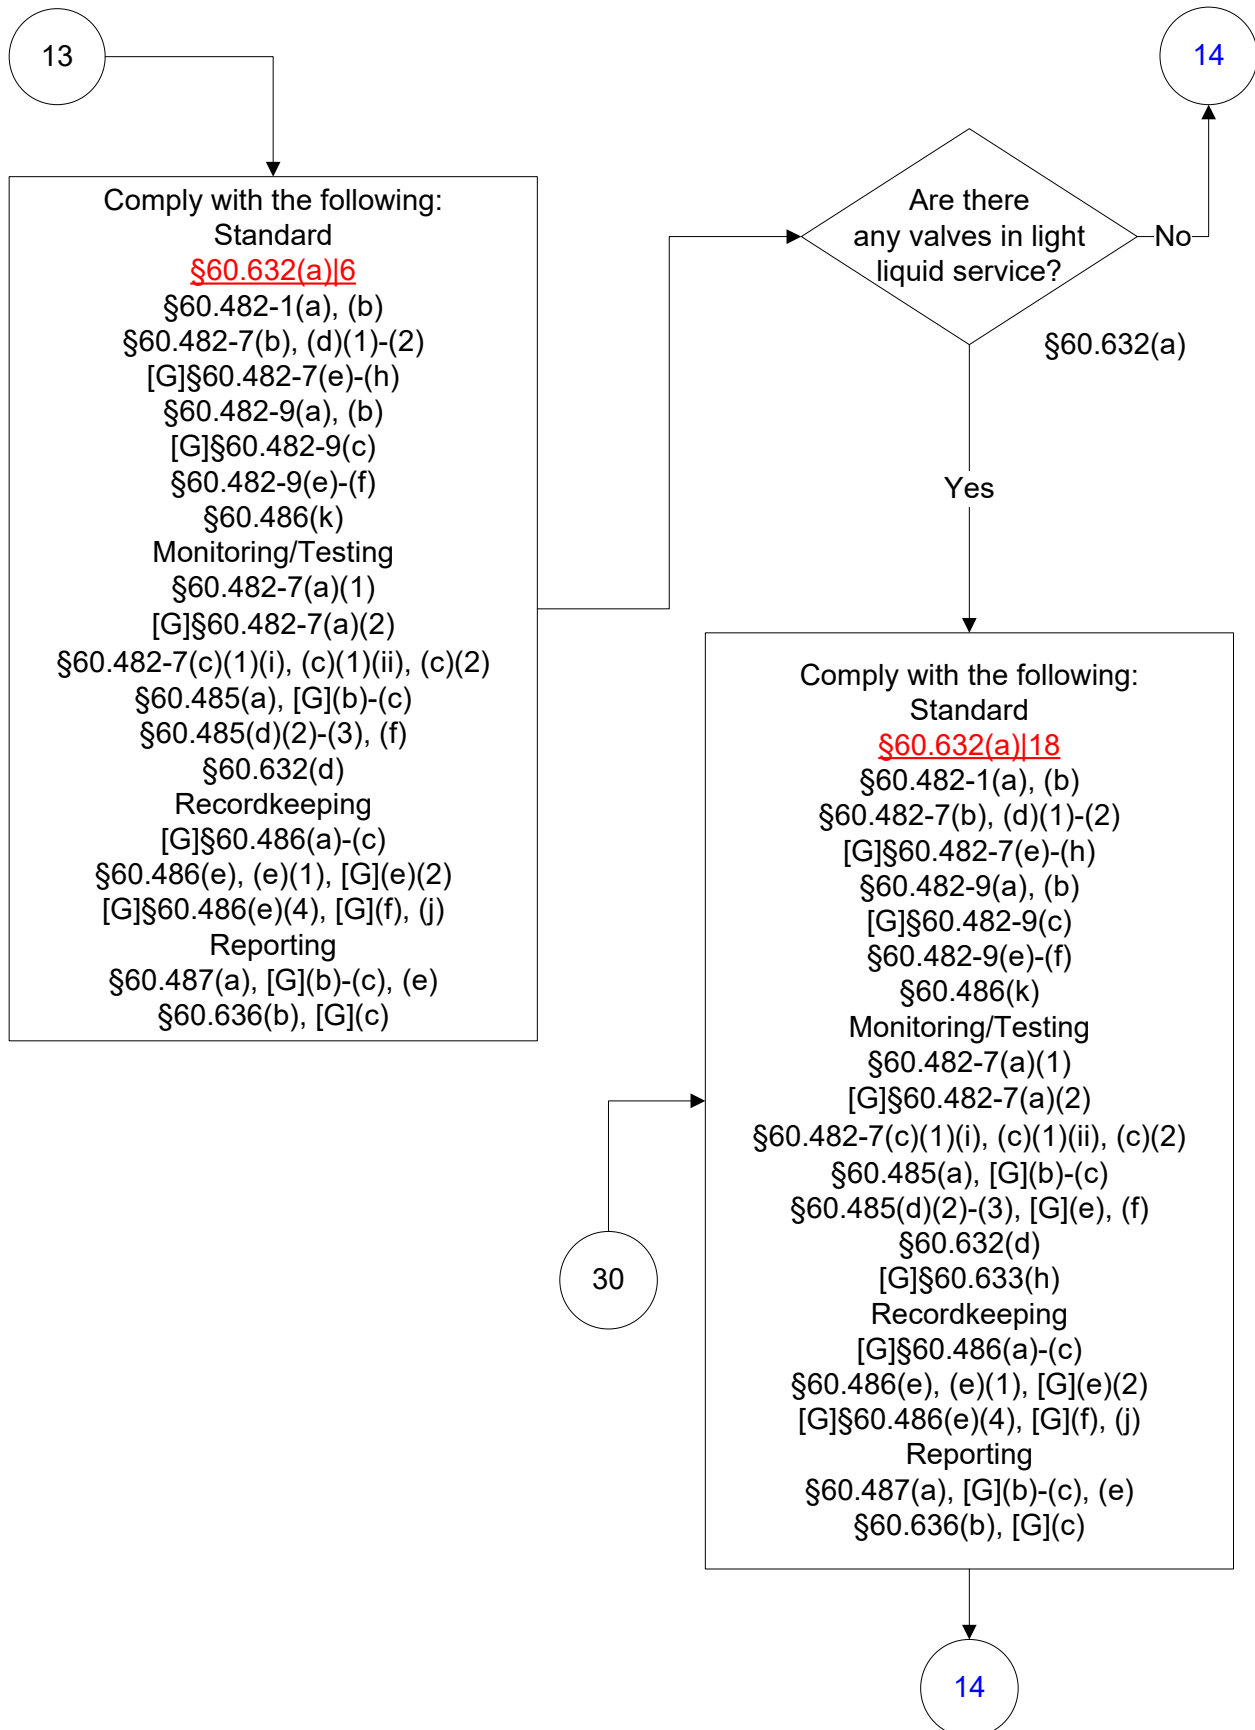 13
Comply with the following:
Standard
§60.632(a)|6
§60.482-1(a), (b)
§60.482-7(b), (d)(1)-(2)
[G]§60.482-7(e)-(h)
§60.482-9(a), (b)
[G]§60.482-9(c)
§60.482-9(e)-(f)
§60.486(k)
Monitoring/Testing
§60.482-7(a)(1)
[G]§60.482-7(a)(2)
§60.482-7(c)(1)(i), (c)(1)(ii), (c)(2)
§60.485(a), [G](b)-(c)
§60.485(d)(2)-(3), (f)
§60.632(d)
Recordkeeping
[G]§60.486(a)-(c)
§60.486(e), (e)(1), [G](e)(2)
[G]§60.486(e)(4), [G](f), (j)
Reporting
§60.487(a), [G](b)-(c), (e)
§60.636(b), [G](c)
Are there
any valves in light
liquid service?
No
14
§60.632(a)
Yes
Comply with the following:
Standard
§60.632(a)|18
§60.482-1(a), (b)
§60.482-7(b), (d)(1)-(2)
[G]§60.482-7(e)-(h)
§60.482-9(a), (b)
[G]§60.482-9(c)
§60.482-9(e)-(f)
§60.486(k)
Monitoring/Testing
§60.482-7(a)(1)
[G]§60.482-7(a)(2)
§60.482-7(c)(1)(i), (c)(1)(ii), (c)(2)
§60.485(a), [G](b)-(c)
§60.485(d)(2)-(3), [G](e), (f)
§60.632(d)
[G]§60.633(h)
Recordkeeping
[G]§60.486(a)-(c)
§60.486(e), (e)(1), [G](e)(2)
[G]§60.486(e)(4), [G](f), (j)
Reporting
§60.487(a), [G](b)-(c), (e)
§60.636(b), [G](c)
30
14